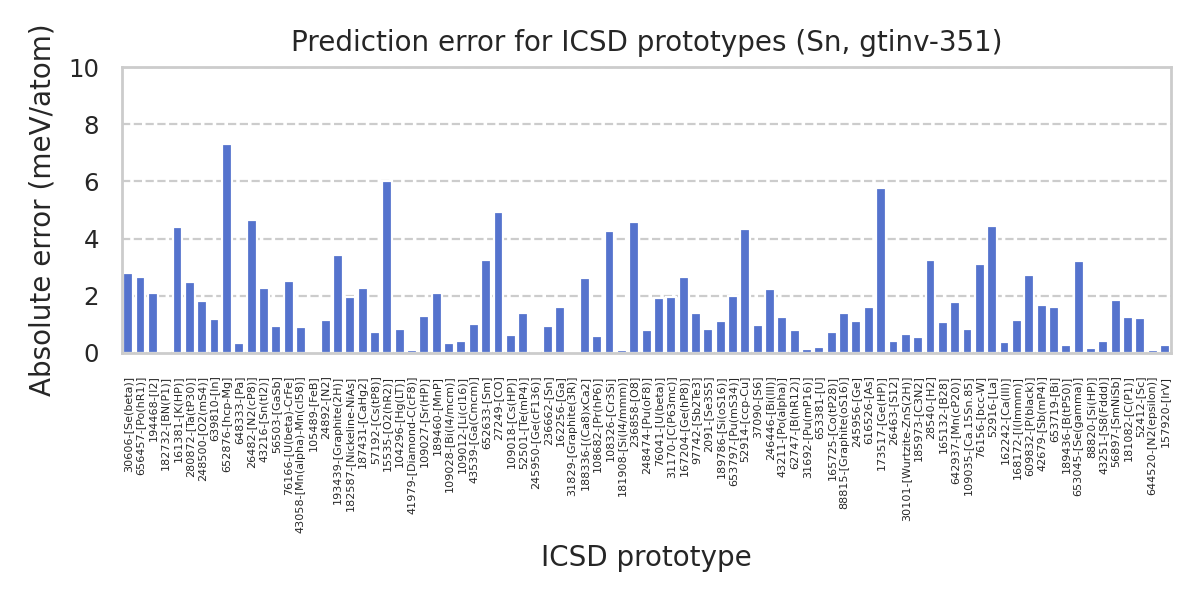 Prediction error for ICSD prototypes (Sn, gtinv-351)
Absolute error (meV/atom)
10
8
6
4
2
0
306006-[Se(beta)]
656457-[Po(hR1)]
194468-[I2]
182732-[BN(P1)]
161381-[K(HP)]
280872-[Ta(tP30)]
248500-[O2(mS4)]
639810-[In]
652876-[hcp-Mg]
24833-[Pa]
26482-[N2(cP8)]
43216-[Sn(tI2)]
56503-[GaSb]
76166-[U(beta)-CrFe]
43058-[Mn(alpha)-Mn(cI58)]
105489-[FeB]
24892-[N2]
193439-[Graphite(2H)]
182587-[Nickeline-NiAs]
187431-[CaHg2]
57192-[Cs(tP8)]
15535-[O2(hR2)]
104296-[Hg(LT)]
41979-[Diamond-C(cF8)]
109027-[Sr(HP)]
189460-[MnP]
109028-[Bi(I4/mcm)]
109012-[Li(cI16)]
43539-[Ga(Cmcm)]
652633-[Sm]
27249-[CO]
109018-[Cs(HP)]
52501-[Te(mP4)]
245950-[Ge(cF136)]
236662-[Sn]
162256-[Ga]
31829-[Graphite(3R)]
188336-[(Ca8)xCa2]
108682-[Pr(hP6)]
108326-[Cr3Si]
181908-[Si(I4/mmm)]
236858-[O8]
248474-[Pu(oF8)]
76041-[U(beta)]
31170-[C(P63mc)]
167204-[Ge(hP8)]
97742-[Sb2Te3]
2091-[Se3S5]
189786-[Si(oS16)]
653797-[Pu(mS34)]
52914-[ccp-Cu]
37090-[S6]
246446-[Bi(III)]
43211-[Po(alpha)]
62747-[B(hR12)]
31692-[Pu(mP16)]
653381-[U]
165725-[Co(tP28)]
88815-[Graphite(oS16)]
245956-[Ge]
616526-[As]
173517-[Ge(HP)]
26463-[S12]
30101-[Wurtzite-ZnS(2H)]
185973-[C3N2]
28540-[H2]
165132-[B28]
642937-[Mn(cP20)]
109035-[Ca.15Sn.85]
76156-[bcc-W]
52916-[La]
162242-[Ca(III)]
168172-[I(Immm)]
609832-[P(black)]
42679-[Sb(mP4)]
189436-[B(tP50)]
653719-[Bi]
653045-[Se(gamma)]
88820-[Si(HP)]
43251-[S8(Fddd)]
56897-[SmNiSb]
181082-[C(P1)]
52412-[Sc]
644520-[N2(epsilon)]
157920-[IrV]
ICSD prototype